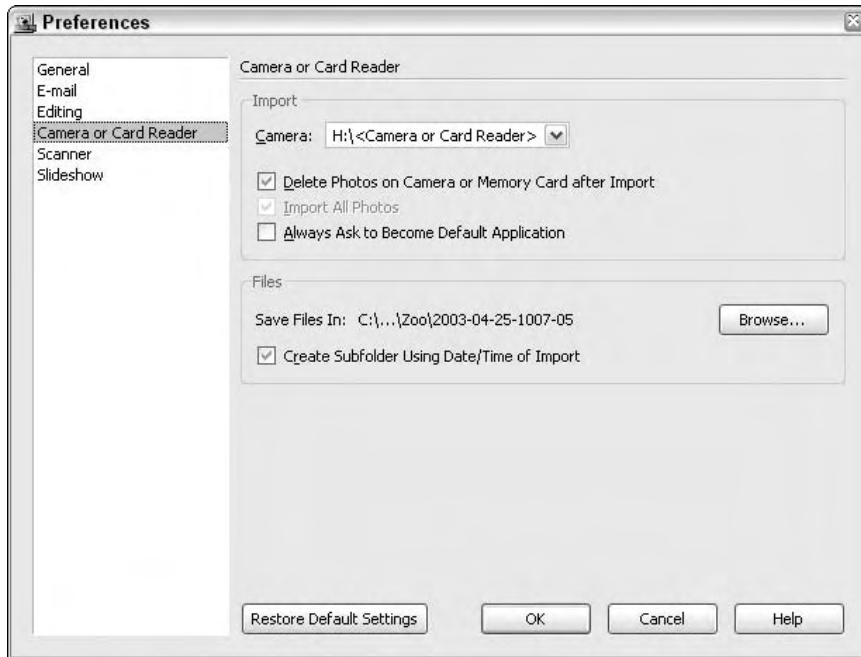 Preferences
General
E-mail
Editing
Camera or Card Reader
Scanner
Slideshow
Camera or Card Reader
Import
Camera: H:\<Camera or Card Reader>
Delete Photos on Camera or Memory Card after Import
Import All Photos
Always Ask to Become Default Application
Files
Save Files In: C:\...\Zoo\2003-04-25-1007-05
Browse...
Create Subfolder Using Date/Time of Import
Restore Default Settings
OK
Cancel
Help